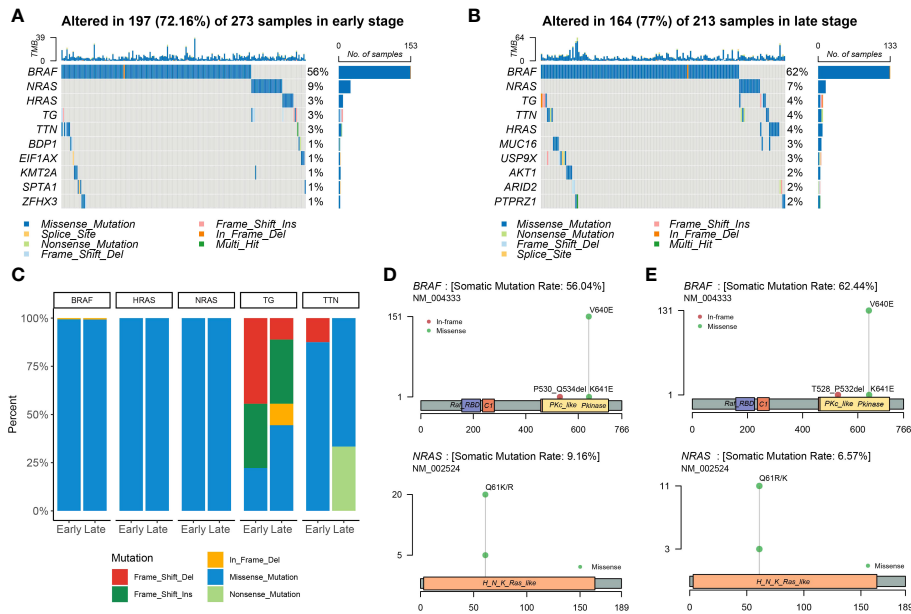 A
Altered in 197 (72.16%) of 273 samples in early stage
TMB
39
0
0
153
No. of samples
BRAF 56%
NRAS 9%
HRAS 3%
TG 3%
TTN 3%
BDP1 1%
EIF1AX 1%
KMT2A 1%
SPTA1 1%
ZFHX3 1%
Missense_Mutation
Splice_Site
Nonsense_Mutation
Frame_Shift_Del
Frame_Shift_Ins
In_Frame_Del
Multi_Hit
B
Altered in 164 (77%) of 213 samples in late stage
TMB
64
0
0
133
No. of samples
BRAF 62%
NRAS 7%
TG 4%
TTN 4%
HRAS 4%
MUC16 3%
USP9X 3%
AKT1 2%
ARID2 2%
PTPRZ1 2%
Missense_Mutation
Nonsense_Mutation
Frame_Shift_Del
Splice_Site
Frame_Shift_Ins
In_Frame_Del
Multi_Hit
C
BRAF HRAS NRAS TG TTN
100%
75%
50%
25%
0%
Percent
Early Late Early Late Early Late Early Late Early Late
Mutation
Frame_Shift_Del
Frame_Shift_Ins
In_Frame_Del
Missense_Mutation
Nonsense_Mutation
D
BRAF : [Somatic Mutation Rate: 56.04%]
NM_004333
V640E
151
In-frame
Missense
P530_Q534del K641E
1
Raf_RBD C1 PKc_like Pkinase
0 200 400 600 766
NRAS : [Somatic Mutation Rate: 9.16%]
NM_002524
Q61K/R
20
5
Missense
H_N_K_Ras_like
0 50 100 150 189
E
BRAF : [Somatic Mutation Rate: 62.44%]
NM_004333
V640E
131
In-frame
Missense
T528_P532del K641E
1
Raf_RBD C1 PKc_like Pkinase
0 200 400 600 766
NRAS : [Somatic Mutation Rate: 6.57%]
NM_002524
Q61R/K
11
3
Missense
H_N_K_Ras_like
0 50 100 150 189